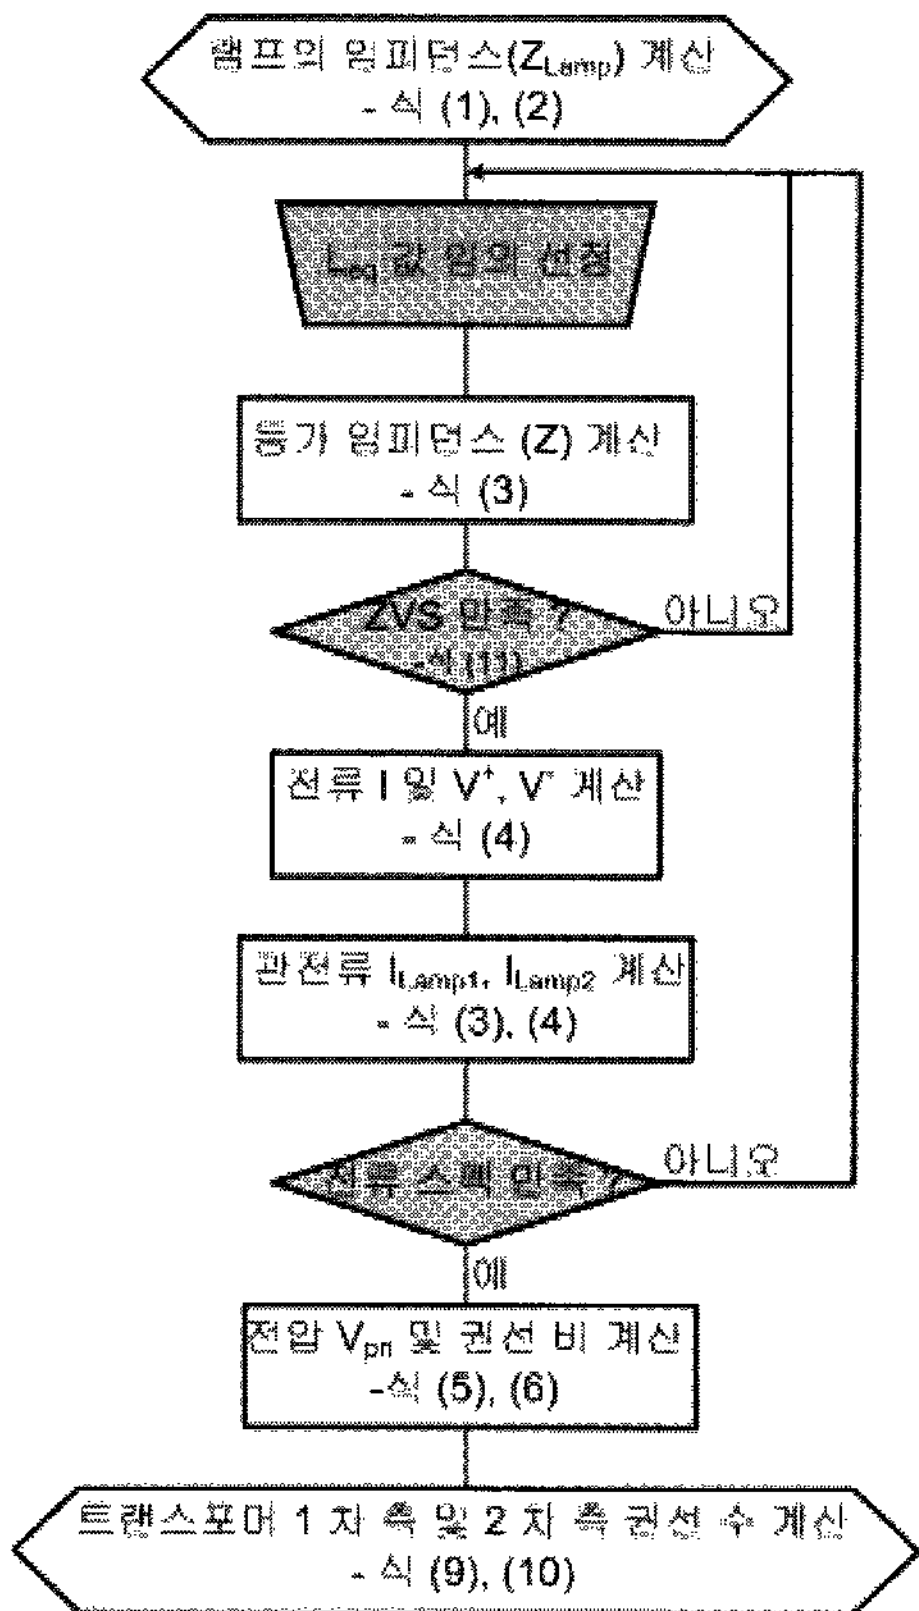 램프의 임피던스(Z_Lamp) 계산
- 식 (1), (2)
L_eq 값 임의 선정
등가 임피던스 (Z) 계산
- 식 (3)
ZVS 만족 ?
-식 (11)
아니오
예
전류 I 및 V⁺, V⁻ 계산
- 식 (4)
관전류 I_Lamp1, I_Lamp2 계산
- 식 (3), (4)
전류 스펙 만족 ?
아니오
예
전압 V_pri 및 권선 비 계산
-식 (5), (6)
트랜스포머 1 차 측 및 2 차 측 권선 수 계산
- 식 (9), (10)